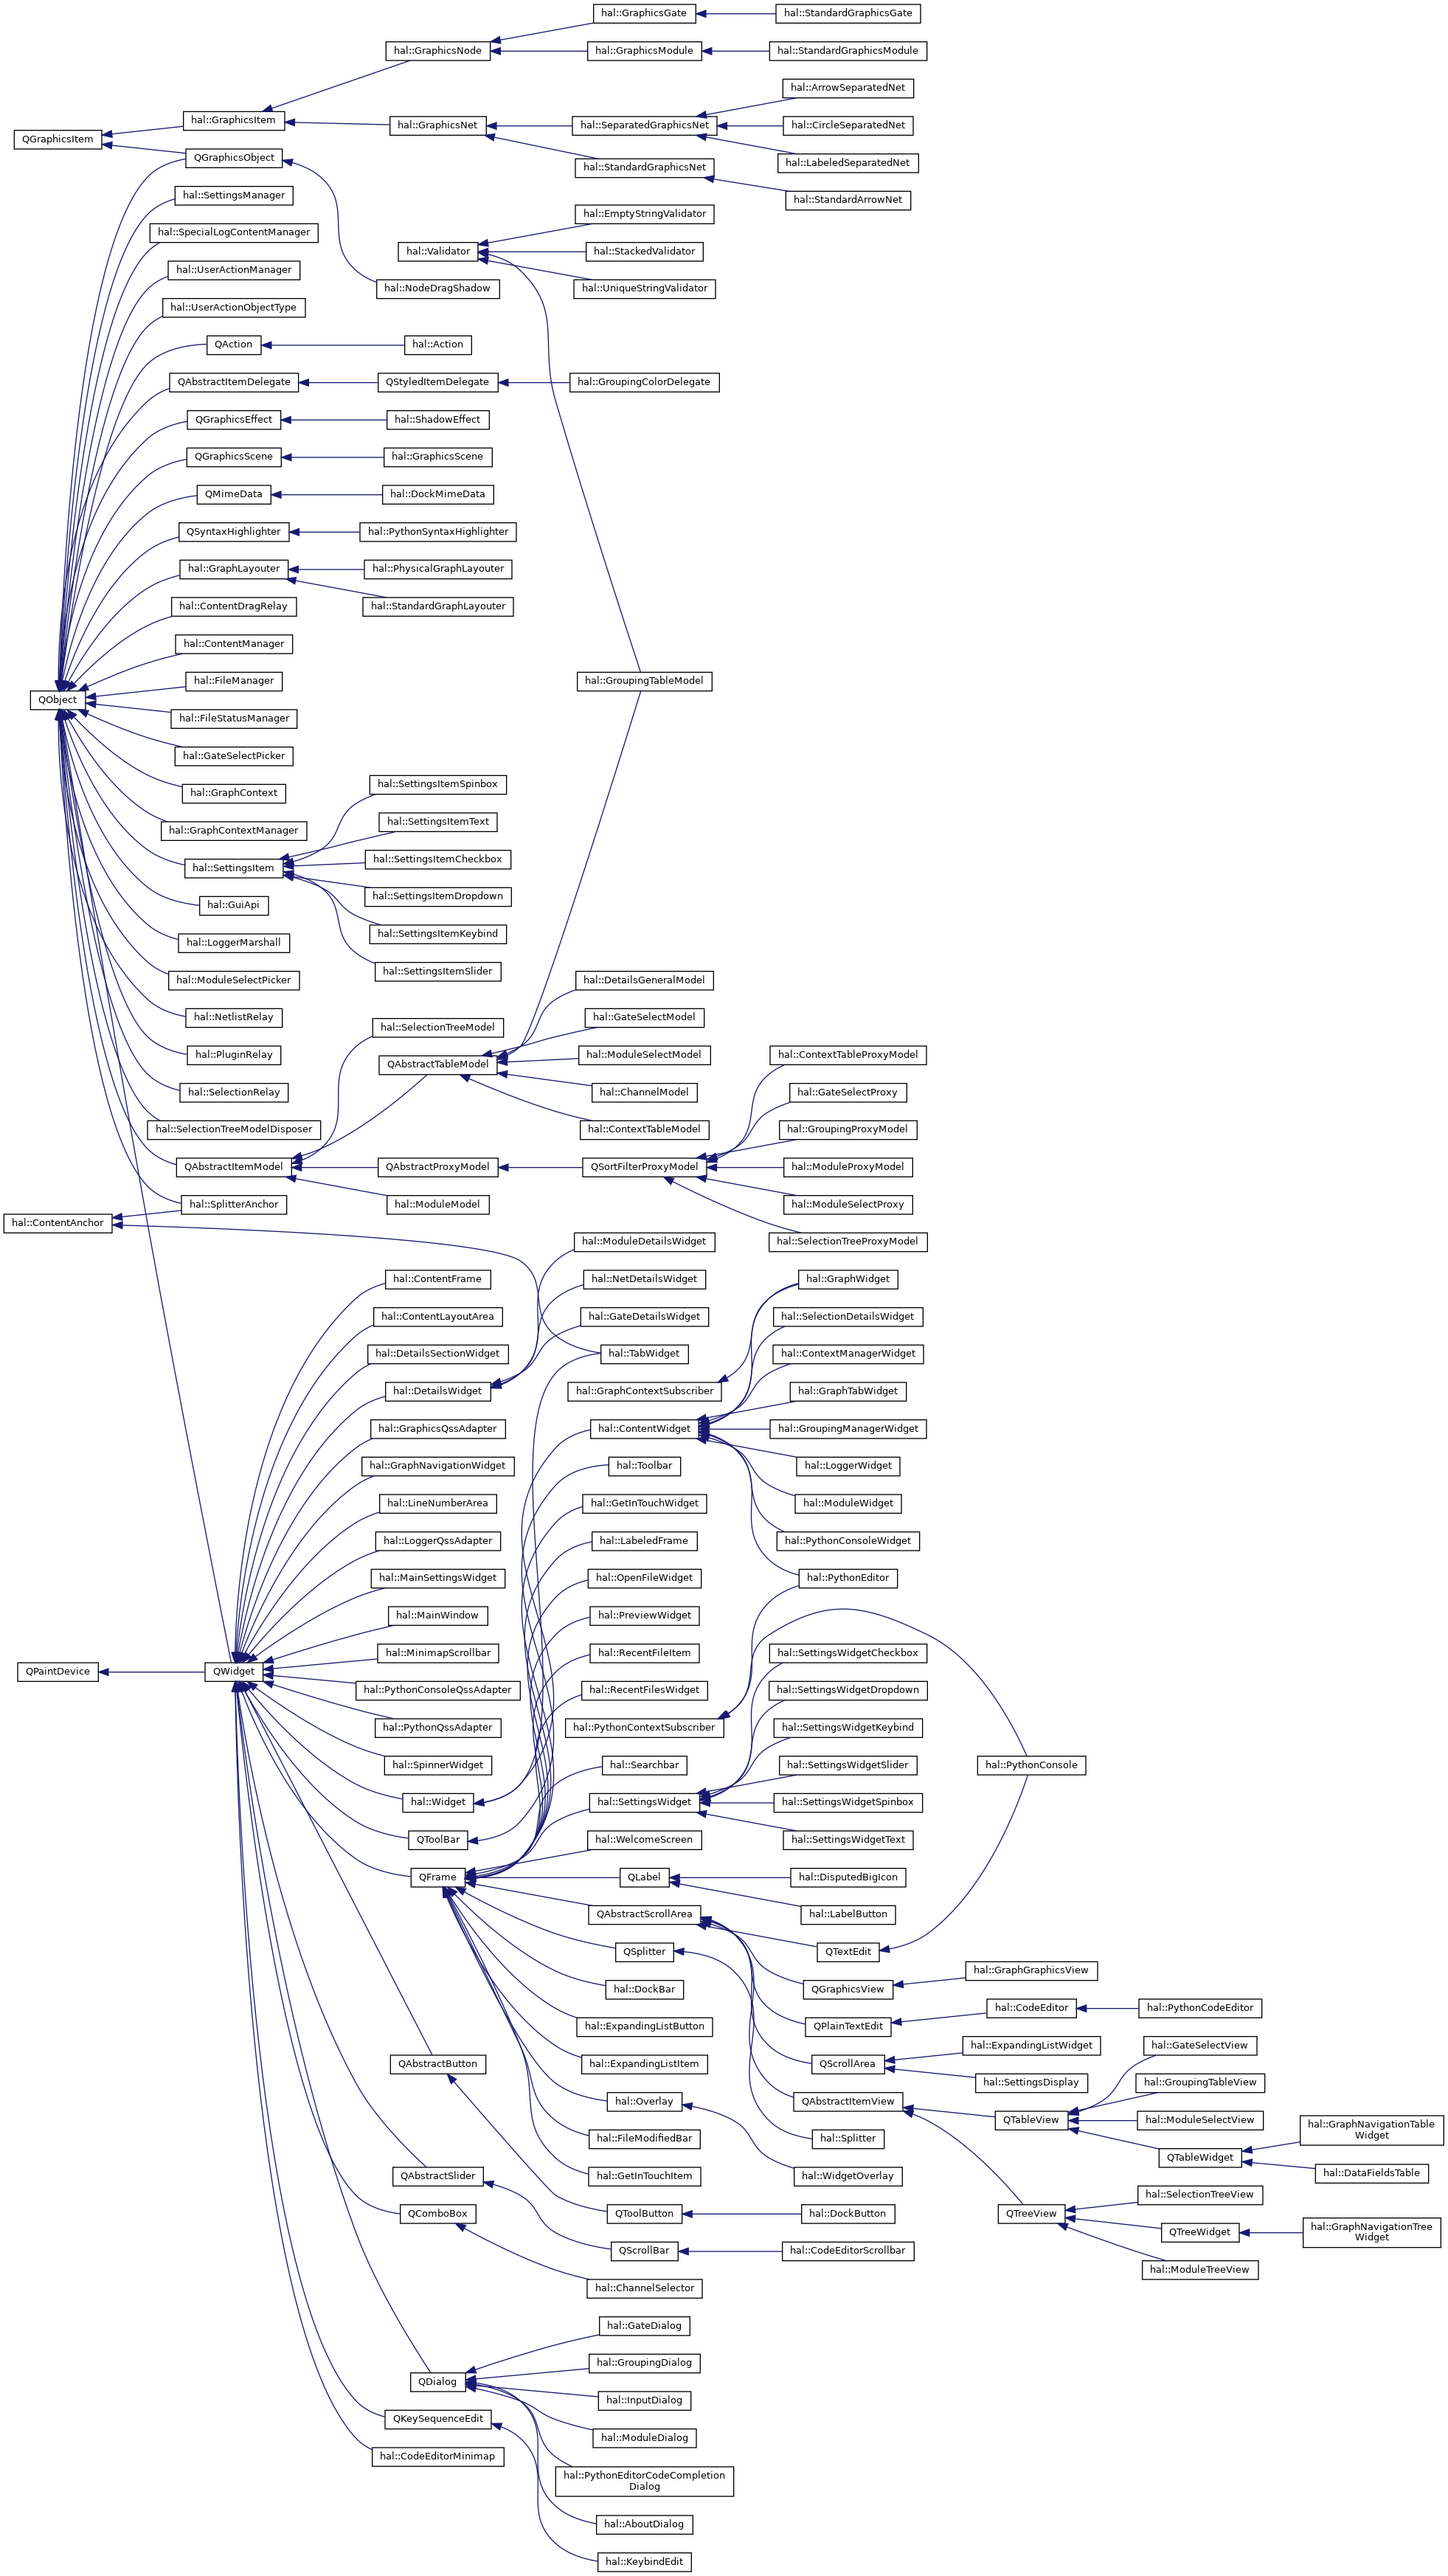 hal::GraphicsGate
hal::StandardGraphicsGate
hal::GraphicsNode
hal::GraphicsModule
hal::StandardGraphicsModule
hal::ArrowSeparatedNet
hal::GraphicsItem
hal::GraphicsNet
hal::SeparatedGraphicsNet
hal::CircleSeparatedNet
QGraphicsItem
QGraphicsObject
hal::LabeledSeparatedNet
hal::StandardGraphicsNet
hal::SettingsManager
hal::StandardArrowNet
hal::EmptyStringValidator
hal::SpecialLogContentManager
hal::Validator
hal::StackedValidator
hal::UserActionManager
hal::NodeDragShadow
hal::UniqueStringValidator
hal::UserActionObjectType
QAction
hal::Action
QAbstractItemDelegate
QStyledItemDelegate
hal::GroupingColorDelegate
QGraphicsEffect
hal::ShadowEffect
QGraphicsScene
hal::GraphicsScene
QMimeData
hal::DockMimeData
QSyntaxHighlighter
hal::PythonSyntaxHighlighter
hal::GraphLayouter
hal::PhysicalGraphLayouter
hal::ContentDragRelay
hal::StandardGraphLayouter
hal::ContentManager
hal::FileManager
hal::GroupingTableModel
QObject
hal::FileStatusManager
hal::GateSelectPicker
hal::GraphContext
hal::SettingsItemSpinbox
hal::GraphContextManager
hal::SettingsItemText
hal::SettingsItem
hal::SettingsItemCheckbox
hal::SettingsItemDropdown
hal::GuiApi
hal::SettingsItemKeybind
hal::LoggerMarshall
hal::SettingsItemSlider
hal::ModuleSelectPicker
hal::DetailsGeneralModel
hal::NetlistRelay
hal::SelectionTreeModel
hal::GateSelectModel
hal::PluginRelay
QAbstractTableModel
hal::ModuleSelectModel
hal::ContextTableProxyModel
hal::SelectionRelay
hal::ChannelModel
hal::GateSelectProxy
hal::SelectionTreeModelDisposer
hal::ContextTableModel
hal::GroupingProxyModel
QAbstractItemModel
QAbstractProxyModel
QSortFilterProxyModel
hal::ModuleProxyModel
hal::SplitterAnchor
hal::ModuleModel
hal::ModuleSelectProxy
hal::ContentAnchor
hal::ModuleDetailsWidget
hal::SelectionTreeProxyModel
hal::ContentFrame
hal::NetDetailsWidget
hal::GraphWidget
hal::ContentLayoutArea
hal::GateDetailsWidget
hal::SelectionDetailsWidget
hal::DetailsSectionWidget
hal::TabWidget
hal::ContextManagerWidget
hal::DetailsWidget
hal::GraphContextSubscriber
hal::GraphTabWidget
hal::GraphicsQssAdapter
hal::ContentWidget
hal::GroupingManagerWidget
hal::GraphNavigationWidget
hal::Toolbar
hal::LoggerWidget
hal::LineNumberArea
hal::GetInTouchWidget
hal::ModuleWidget
hal::LoggerQssAdapter
hal::LabeledFrame
hal::PythonConsoleWidget
hal::MainSettingsWidget
hal::OpenFileWidget
hal::PythonEditor
hal::MainWindow
hal::PreviewWidget
hal::MinimapScrollbar
hal::RecentFileItem
hal::SettingsWidgetCheckbox
QPaintDevice
QWidget
hal::PythonConsoleQssAdapter
hal::RecentFilesWidget
hal::SettingsWidgetDropdown
hal::PythonQssAdapter
hal::PythonContextSubscriber
hal::SettingsWidgetKeybind
hal::SpinnerWidget
hal::Searchbar
hal::SettingsWidgetSlider
hal::PythonConsole
hal::Widget
hal::SettingsWidget
hal::SettingsWidgetSpinbox
QToolBar
hal::WelcomeScreen
hal::SettingsWidgetText
QFrame
QLabel
hal::DisputedBigIcon
QAbstractScrollArea
hal::LabelButton
QSplitter
QTextEdit
hal::DockBar
QGraphicsView
hal::GraphGraphicsView
hal::ExpandingListButton
QPlainTextEdit
hal::CodeEditor
hal::PythonCodeEditor
QAbstractButton
hal::ExpandingListItem
QScrollArea
hal::ExpandingListWidget
hal::GateSelectView
hal::SettingsDisplay
hal::GroupingTableView
hal::Overlay
QAbstractItemView
QTableView
hal::ModuleSelectView
hal::GraphNavigationTable
Widget
hal::FileModifiedBar
hal::Splitter
QTableWidget
QAbstractSlider
hal::GetInTouchItem
hal::WidgetOverlay
hal::DataFieldsTable
hal::SelectionTreeView
QComboBox
QToolButton
hal::DockButton
QTreeView
QTreeWidget
hal::GraphNavigationTree
Widget
QScrollBar
hal::CodeEditorScrollbar
hal::ModuleTreeView
hal::ChannelSelector
hal::GateDialog
hal::GroupingDialog
QDialog
hal::InputDialog
QKeySequenceEdit
hal::ModuleDialog
hal::CodeEditorMinimap
hal::PythonEditorCodeCompletion
Dialog
hal::AboutDialog
hal::KeybindEdit